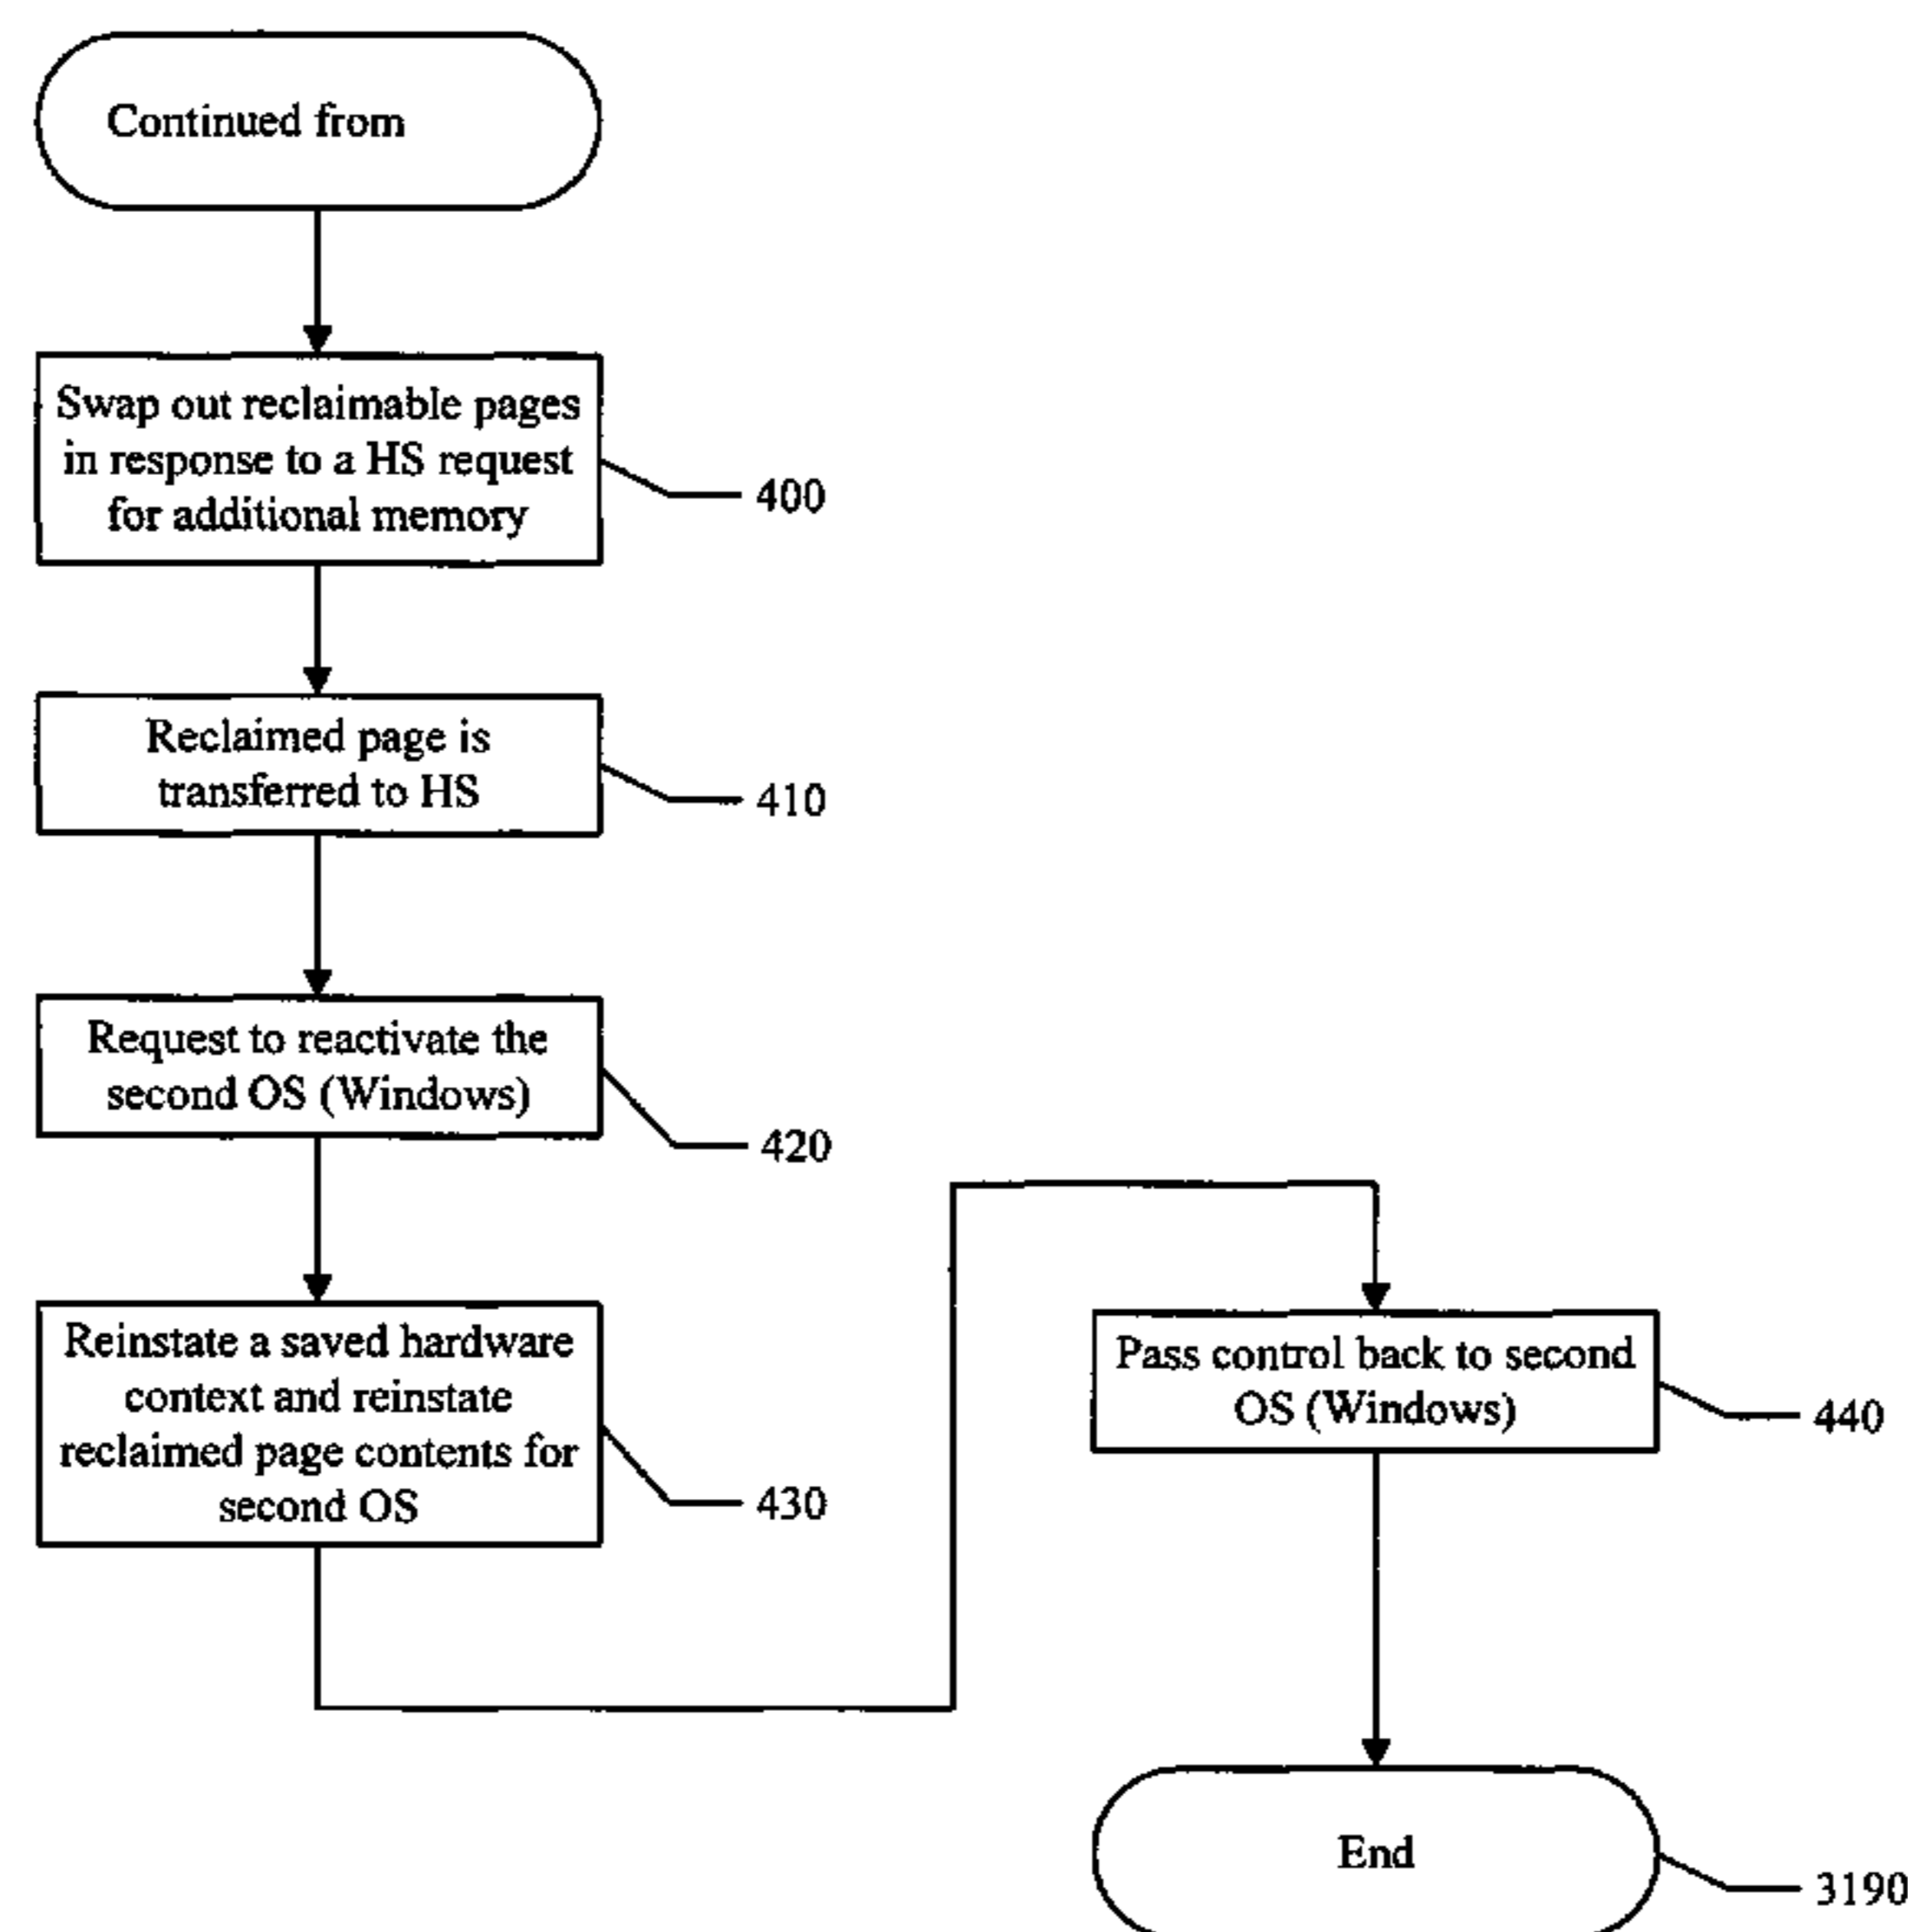 Continued from
Swap out reclaimable pages
in response to a HS request
for additional memory
400
Reclaimed page is
transferred to HS
410
Request to reactivate the
second OS (Windows)
420
Reinstate a saved hardware
context and reinstate
reclaimed page contents for
second OS
430
Pass control back to second
OS (Windows)
440
End
3190